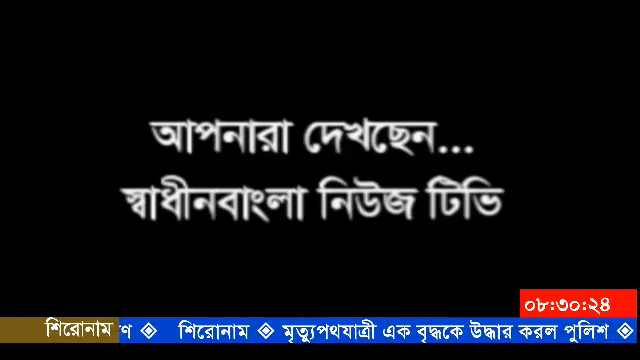 আপনারা দেখছেন...
স্বাধীনবাংলা নিউজ টিভি
০৮:৩০:২৪
শিরোনাম ণ ❖ শিরোনাম ❖ মৃত্যুপথযাত্রী এক বৃদ্ধকে উদ্ধার করল পুলিশ ❖